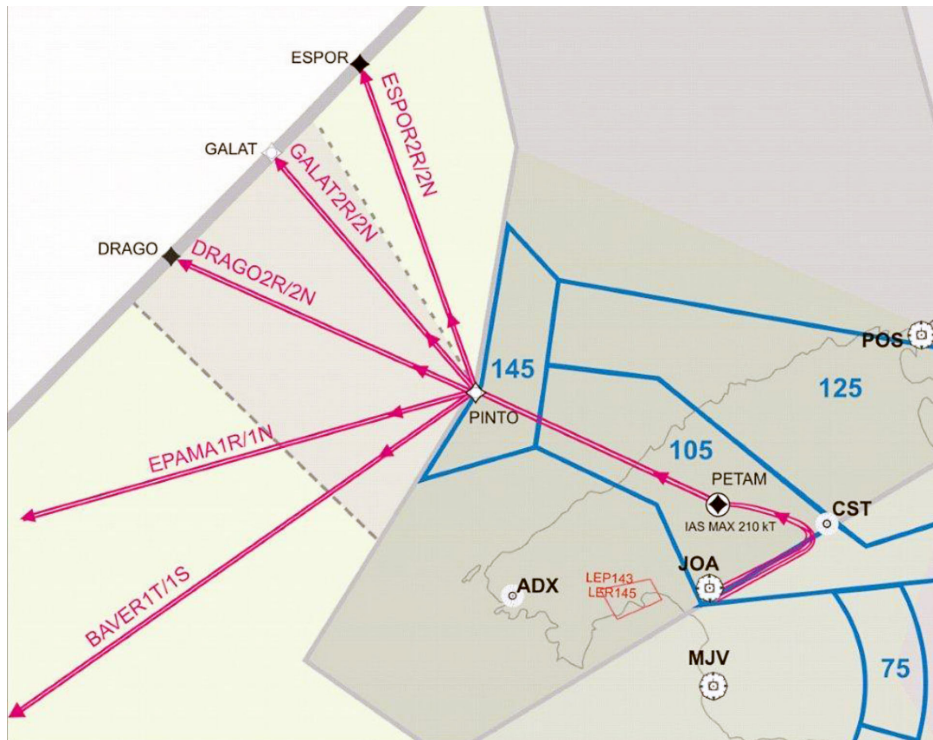 ESPOR
ESPOR2R/2N
GALAT
GALAT2R/2N
DRAGO
DRAGO2R/2N
POS
145
125
PINTO
EPAMA1R/1N
105
PETAM
IAS MAX 210 kT
CST
JOA
LEP143
LER145
ADX
BAVER1T/1S
MJV
75